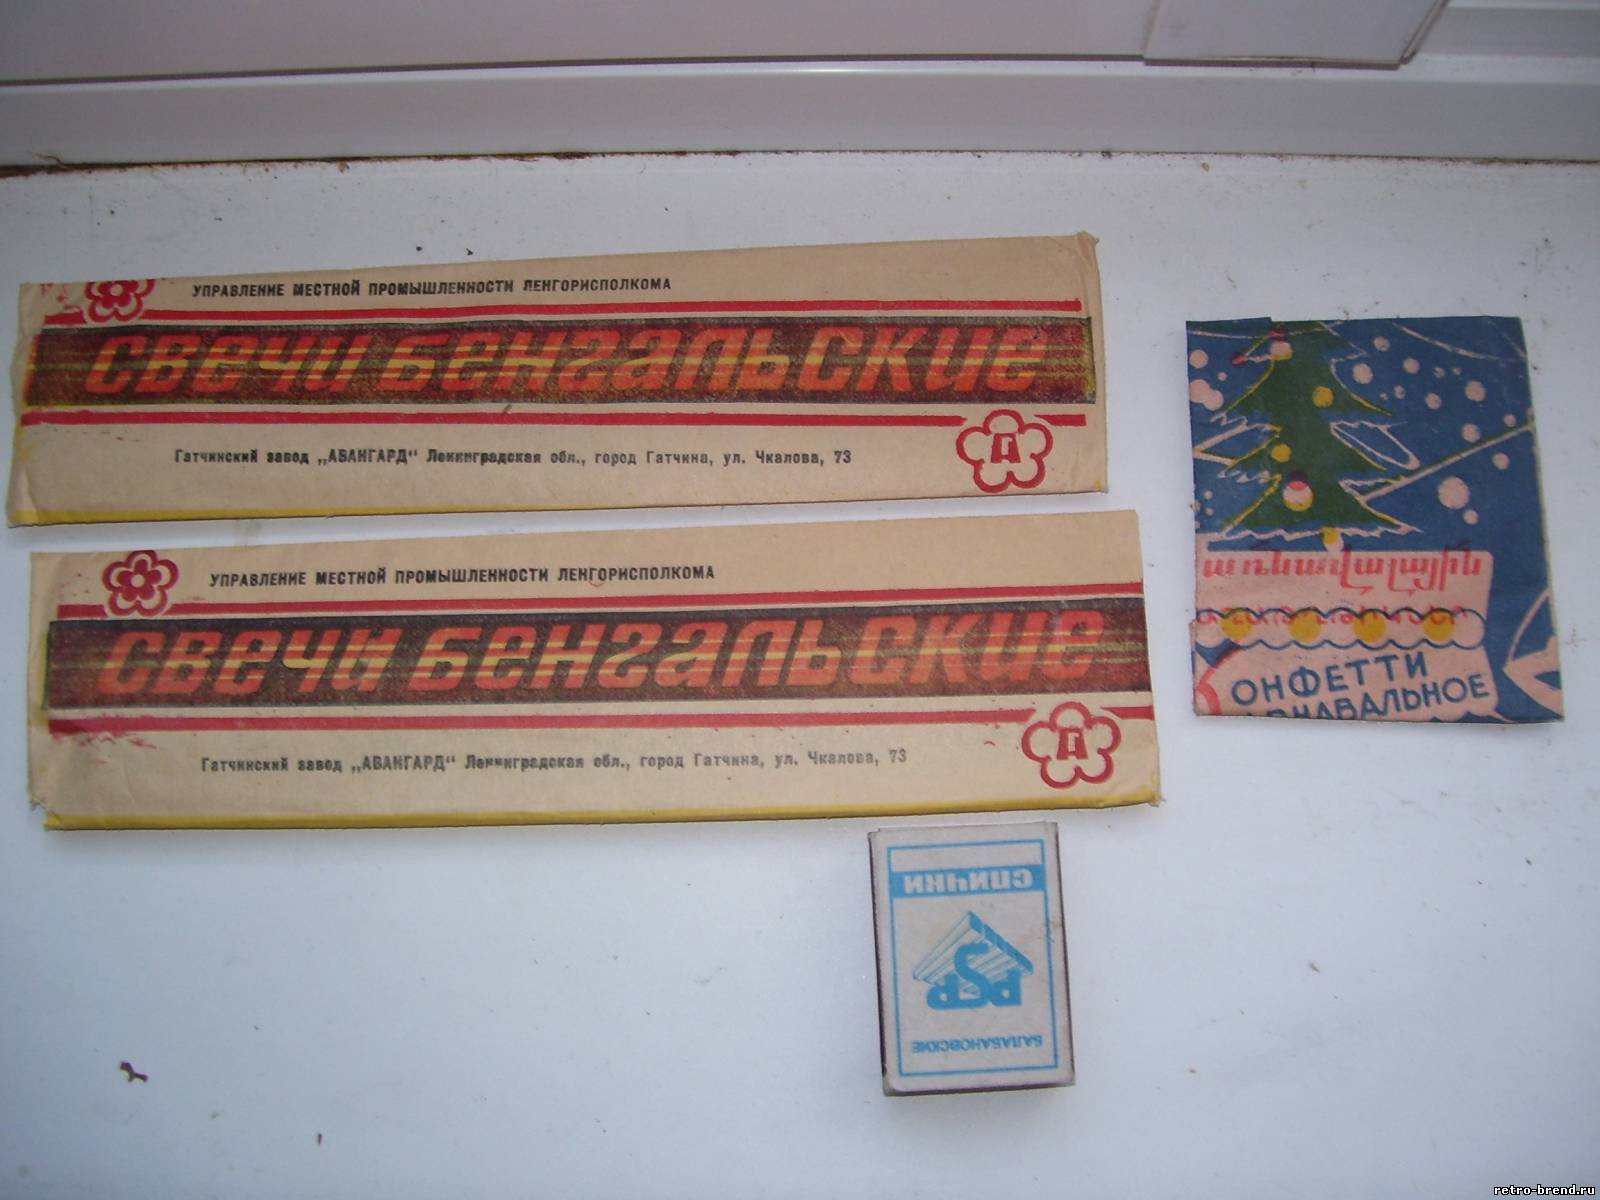 УПРАВЛЕНИЕ МЕСТНОЙ ПРОМЫШЛЕННОСТИ ЛЕНГОРИСПОЛКОМА
свечи бенгальские
Гатчинский завод „АВАНГАРД“ Ленинградская обл., город Гатчина, ул. Чкалова, 73
УПРАВЛЕНИЕ МЕСТНОЙ ПРОМЫШЛЕННОСТИ ЛЕНГОРИСПОЛКОМА
свечи бенгальские
Гатчинский завод „АВАНГАРД“ Ленинградская обл., город Гатчина, ул. Чкалова, 73
ОНФЕТТИ
АРНАВАЛЬНОЕ
БАЛАБАНОВСКИЕ
PCP
СПИЧКИ
retro-brend.ru